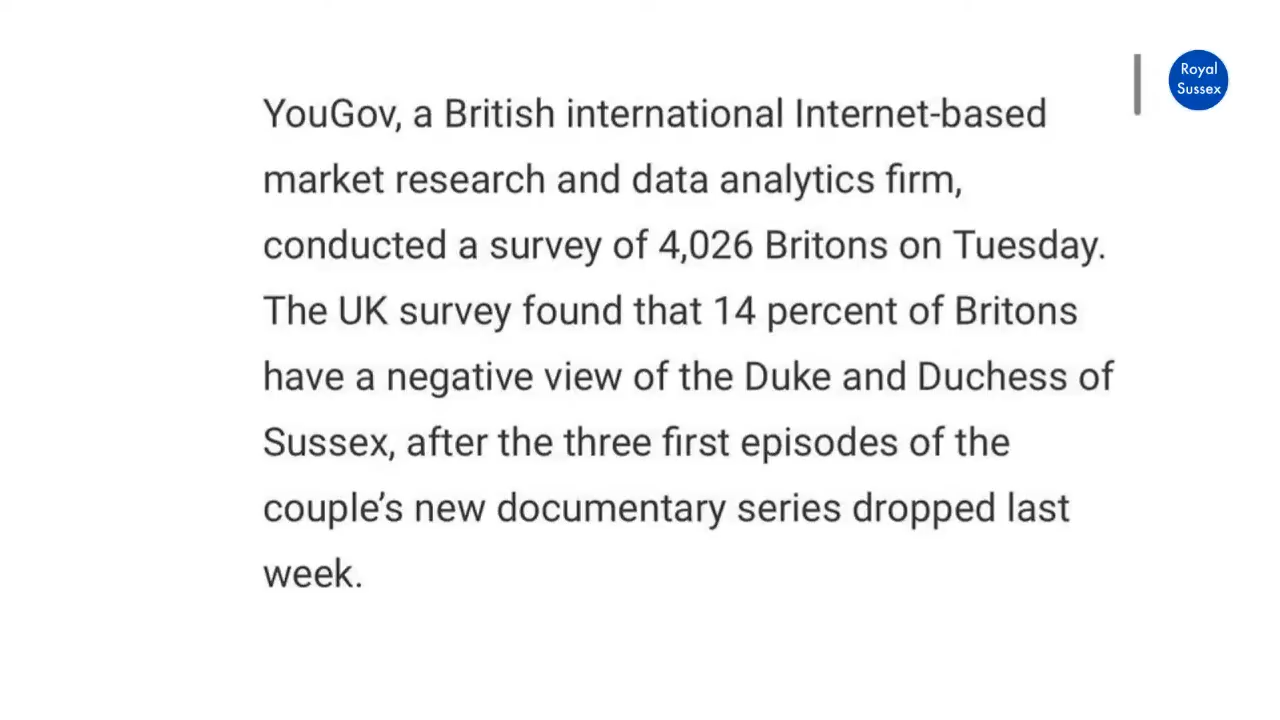 Royal
Sussex
YouGov, a British international Internet-based
market research and data analytics firm,
conducted a survey of 4,026 Britons on Tuesday.
The UK survey found that 14 percent of Britons
have a negative view of the Duke and Duchess of
Sussex, after the three first episodes of the
couple’s new documentary series dropped last
week.